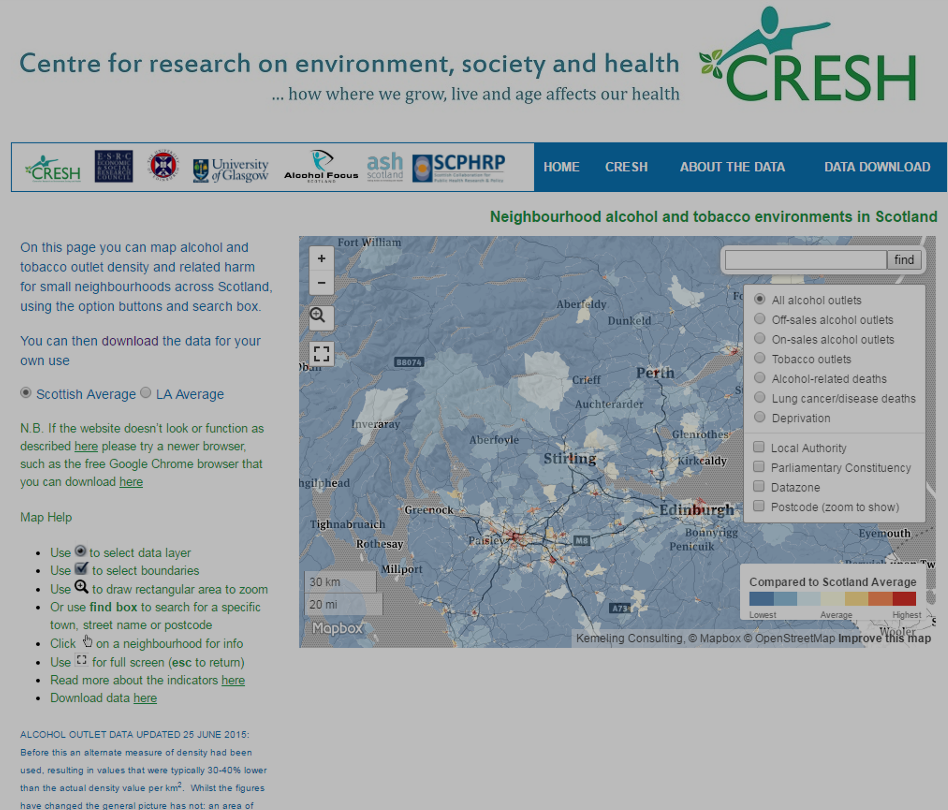 Centre for research on environment, society and health
... how where we grow, live and age affects our health
CRESH
CRESH
E·S·R·C
ECONOMIC
& SOCIAL
RESEARCH
COUNCIL
University
of Glasgow
Alcohol Focus
SCOTLAND
ash
scotland
SCPHRP
HOME CRESH ABOUT THE DATA DATA DOWNLOAD
Neighbourhood alcohol and tobacco environments in Scotland
On this page you can map alcohol and
tobacco outlet density and related harm
for small neighbourhoods across Scotland,
using the option buttons and search box.
You can then download the data for your
own use
Scottish Average LA Average
N.B. If the website doesn't look or function as
described here please try a newer browser,
such as the free Google Chrome browser that
you can download here
Map Help
Use to select data layer
Use to select boundaries
Use to draw rectangular area to zoom
Or use find box to search for a specific
town, street name or postcode
Click on a neighbourhood for info
Use for full screen (esc to return)
Read more about the indicators here
Download data here
ALCOHOL OUTLET DATA UPDATED 25 JUNE 2015:
Before this an alternate measure of density had been
used, resulting in values that were typically 30-40% lower
than the actual density value per km2. Whilst the figures
have changed the general picture has not: an area of
+
−
Fort William
find
All alcohol outlets
Off-sales alcohol outlets
On-sales alcohol outlets
Tobacco outlets
Alcohol-related deaths
Lung cancer/disease deaths
Deprivation
Local Authority
Parliamentary Constituency
Datazone
Postcode (zoom to show)
Aberfeldy
Dunkeld
B8074
Crieff
Perth
Auchterarder
Inveraray
Aberfoyle
Glenrothes
Stirling
Kirkcaldy
hgilphead
Greenock
Edinburgh
Tighnabruaich
Paisley
M8
Bonnyrigg
Rothesay
Penicuik
Eyemouth
Millport
30 km
20 mi
A73
Mapbox
Compared to Scotland Average
Lowest Average Highest
Wooler
Kemeling Consulting, © Mapbox © OpenStreetMap Improve this map